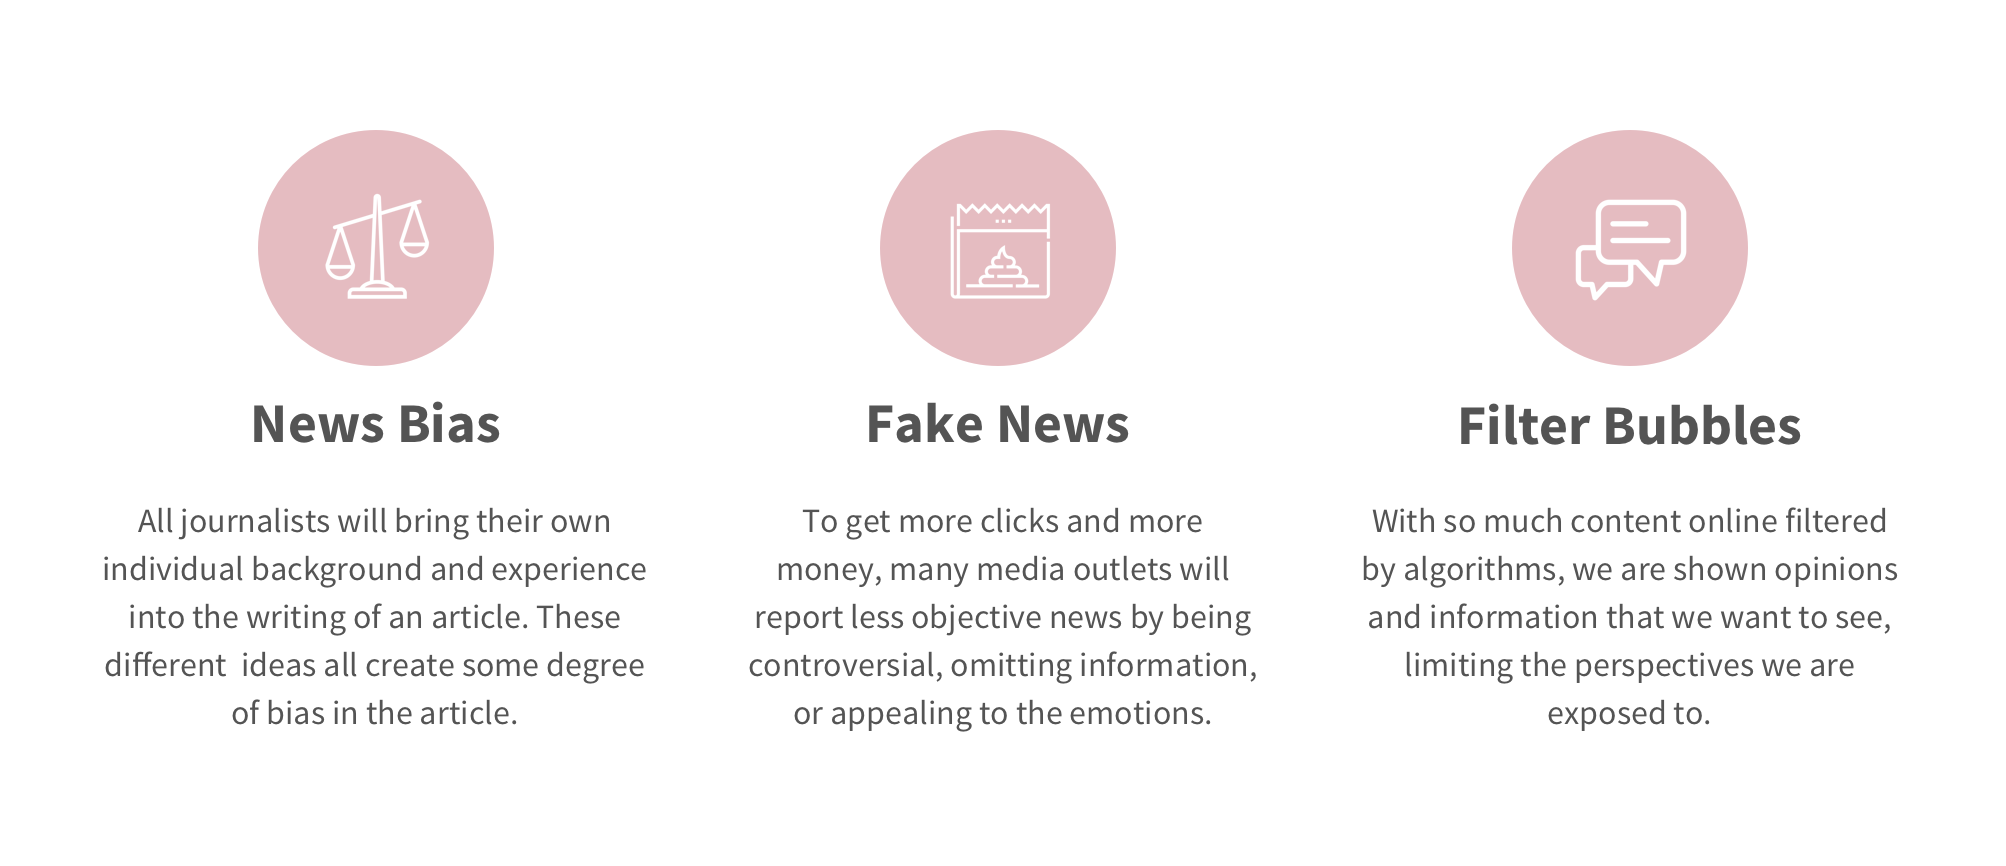 News Bias
All journalists will bring their own
individual background and experience
into the writing of an article. These
different  ideas all create some degree
of bias in the article.
Fake News
To get more clicks and more
money, many media outlets will
report less objective news by being
controversial, omitting information,
or appealing to the emotions.
Filter Bubbles
With so much content online filtered
by algorithms, we are shown opinions
and information that we want to see,
limiting the perspectives we are
exposed to.